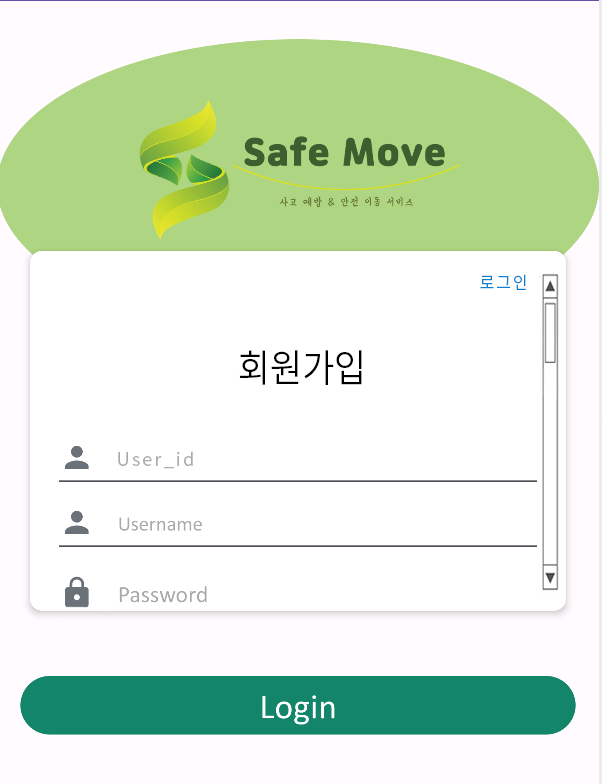 Safe Move
사고 예방 & 안전 이동 서비스
로그인
회원가입
User_id
Username
Password
Login